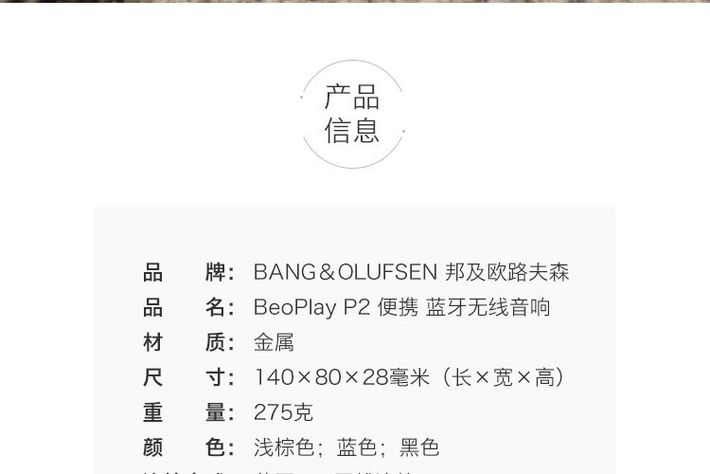 产品
信息
品 牌： BANG＆OLUFSEN 邦及欧路夫森
品 名： BeoPlay P2 便携 蓝牙无线音响
材 质： 金属
尺 寸： 140×80×28毫米（长×宽×高）
重 量： 275克
颜 色： 浅棕色；蓝色；黑色